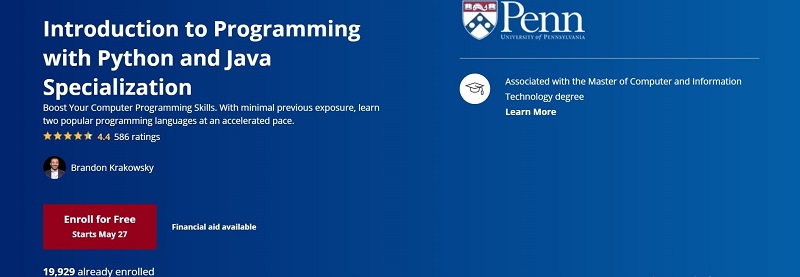 Introduction to Programming
with Python and Java
Specialization
Boost Your Computer Programming Skills. With minimal previous exposure, learn
two popular programming languages at an accelerated pace.
4.4 586 ratings
Brandon Krakowsky
Enroll for Free
Starts May 27
Financial aid available
19,929 already enrolled
Penn
UNIVERSITY of PENNSYLVANIA
Associated with the Master of Computer and Information
Technology degree
Learn More